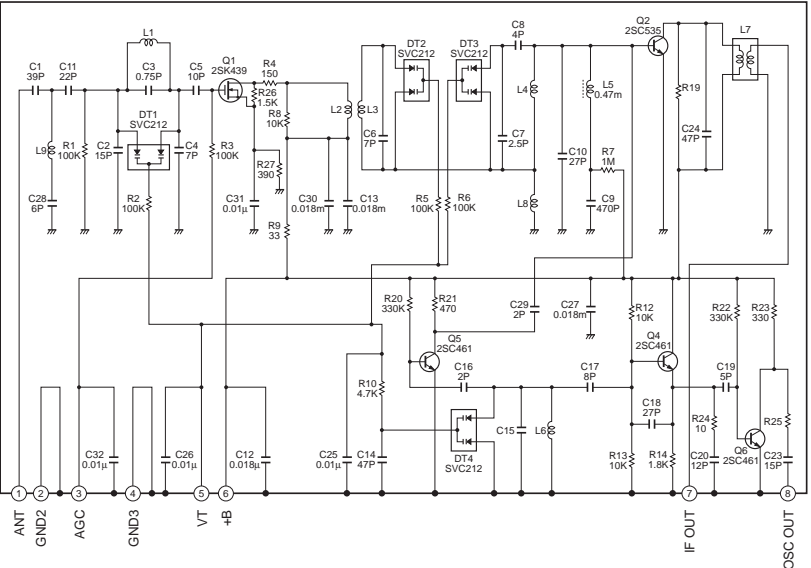 L1
C1
39P
C11
22P
C3
0.75P
C5
10P
Q1
2SK439
R4
150
R26
1.5K
R8
10K
DT2
SVC212
DT3
SVC212
C8
4P
Q2
2SC535
L7
L9
R1
100K
C2
15P
DT1
SVC212
C4
7P
R3
100K
R27
390
L2
L3
C6
7P
C7
2.5P
L4
L5
0.47m
C10
27P
R7
1M
R19
C24
47P
C28
6P
R2
100K
C31
0.01µ
C30
0.018m
C13
0.018m
R9
33
R5
100K
R6
100K
L8
C9
470P
R20
330K
R21
470
C29
2P
C27
0.018m
R12
10K
R22
330K
R23
330
Q5
2SC461
Q4
2SC461
C16
2P
C17
8P
C19
5P
R10
4.7K
C15
L6
C18
27P
R24
10
R25
C32
0.01µ
C26
0.01µ
C12
0.018µ
C25
0.01µ
C14
47P
DT4
SVC212
R13
10K
R14
1.8K
C20
12P
Q6
2SC461
C23
15P
1
2
3
4
5
6
7
8
ANT
GND2
AGC
GND3
VT
+B
IF OUT
OSC OUT